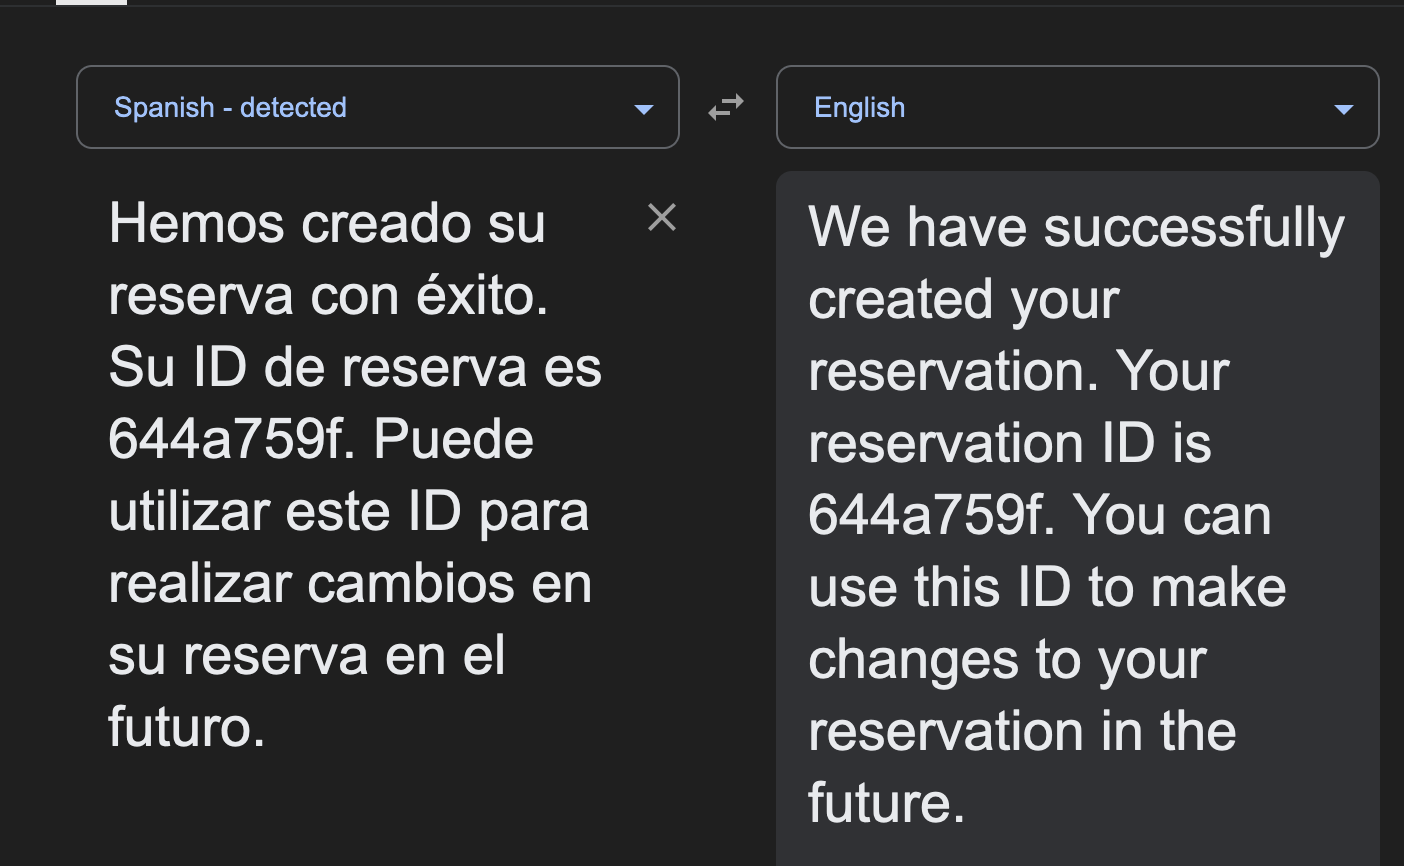 Spanish - detected
English
Hemos creado su
reserva con éxito.
Su ID de reserva es
644a759f. Puede
utilizar este ID para
realizar cambios en
su reserva en el
futuro.
We have successfully
created your
reservation. Your
reservation ID is
644a759f. You can
use this ID to make
changes to your
reservation in the
future.